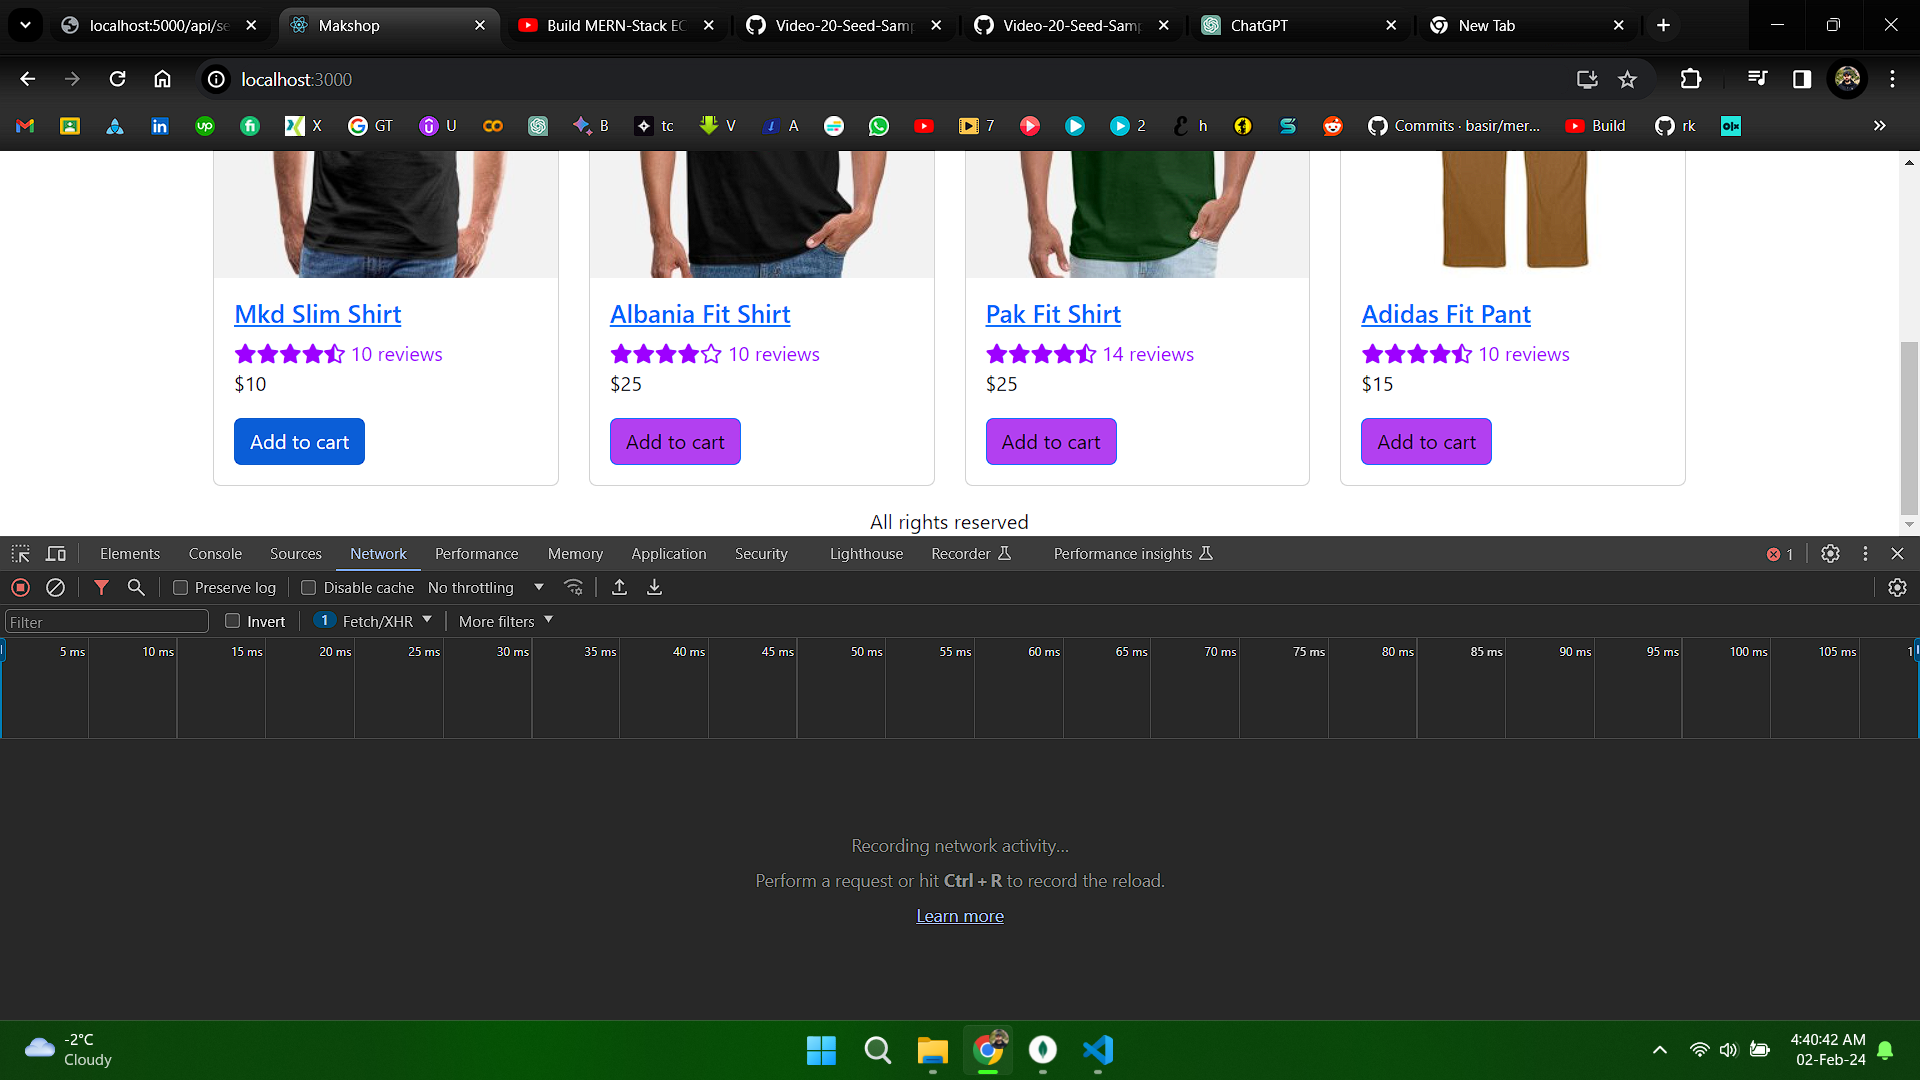 localhost:5000/api/se
Makshop
Build MERN-Stack EC
Video-20-Seed-Samp
Video-20-Seed-Samp
ChatGPT
New Tab
localhost:3000
X
GT
U
B
tc
V
A
7
2
h
Commits · basir/mer...
Build
rk
olx
Mkd Slim Shirt
10 reviews
$10
Add to cart
Albania Fit Shirt
10 reviews
$25
Add to cart
Pak Fit Shirt
14 reviews
$25
Add to cart
Adidas Fit Pant
10 reviews
$15
Add to cart
All rights reserved
Elements Console Sources Network Performance Memory Application Security Lighthouse Recorder Performance insights 1
Preserve log Disable cache No throttling
Filter Invert 1 Fetch/XHR More filters
5 ms 10 ms 15 ms 20 ms 25 ms 30 ms 35 ms 40 ms 45 ms 50 ms 55 ms 60 ms 65 ms 70 ms 75 ms 80 ms 85 ms 90 ms 95 ms 100 ms 105 ms 1
Recording network activity...
Perform a request or hit Ctrl + R to record the reload.
Learn more
-2°C
Cloudy
4:40:42 AM
02-Feb-24